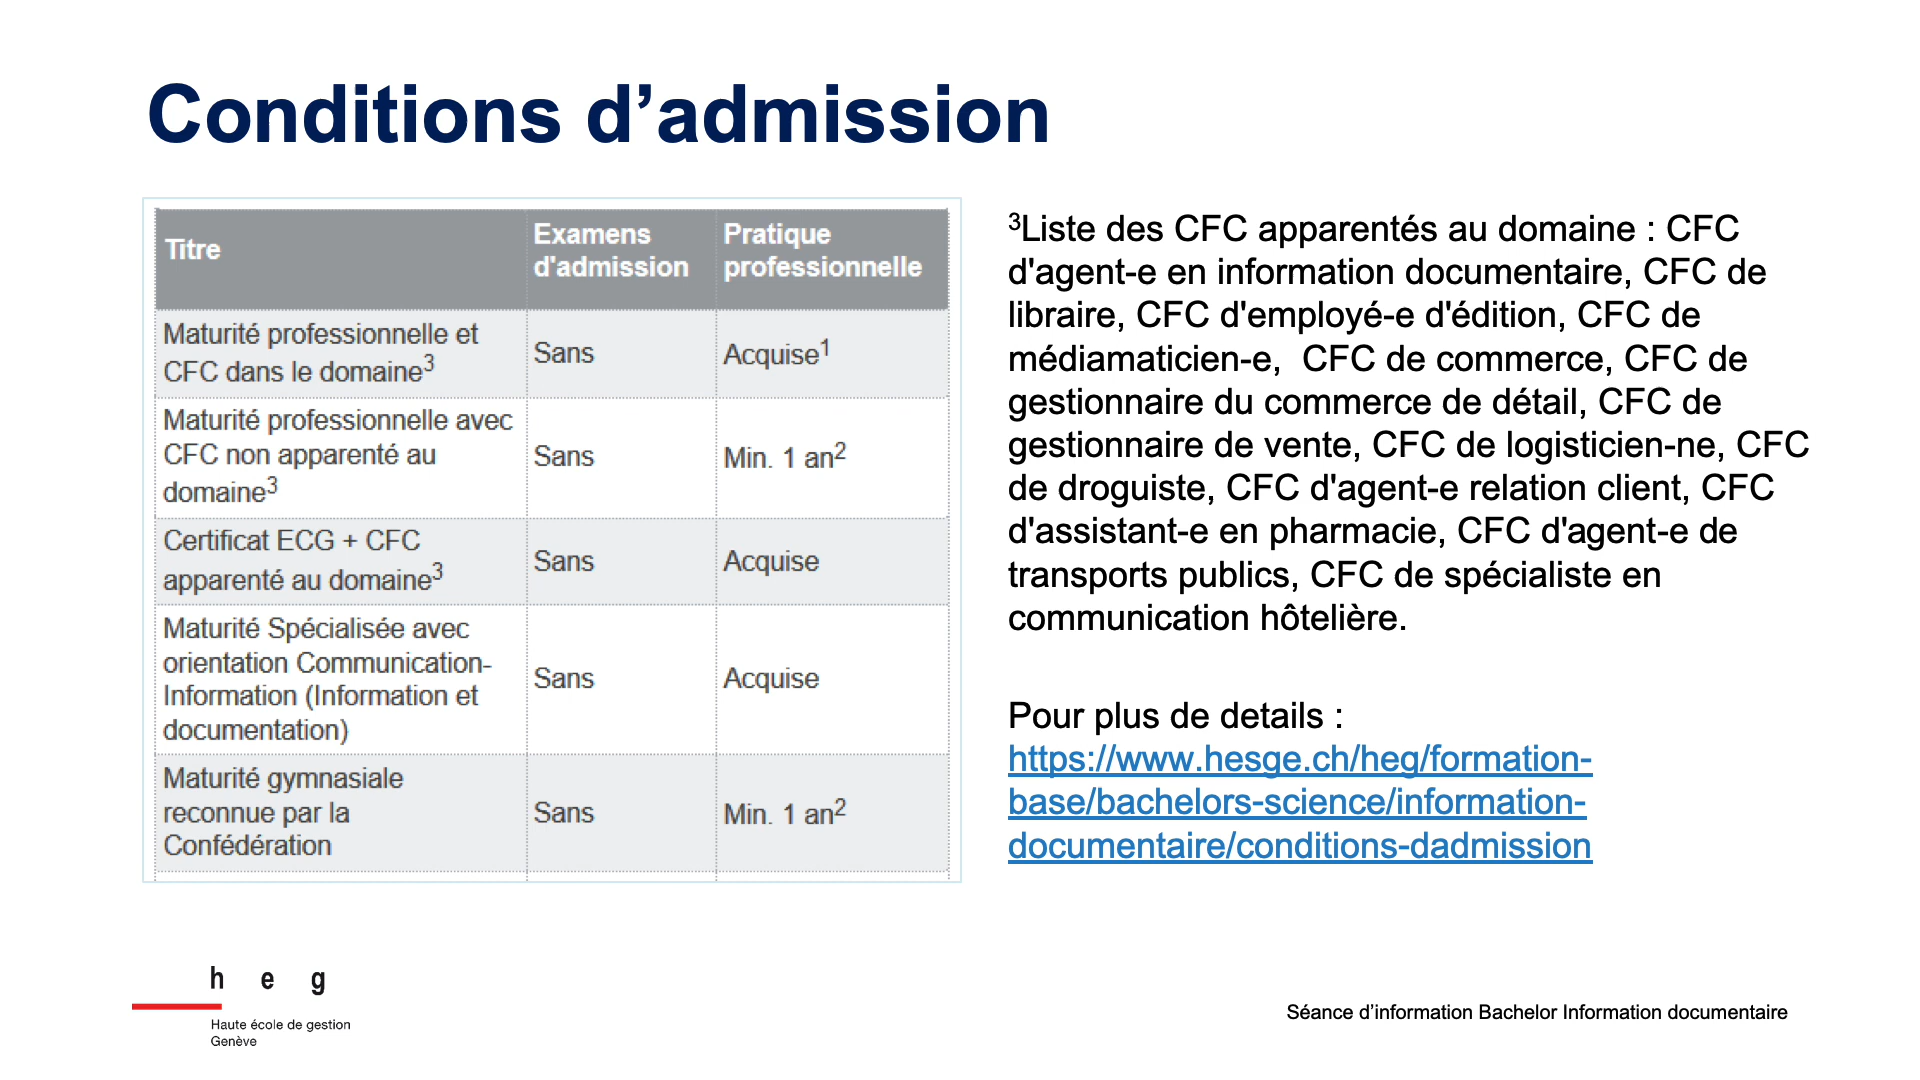 Conditions d’admission
Titre
Examens
d'admission
Pratique
professionnelle
Maturité professionnelle et
CFC dans le domaine³
Sans
Acquise¹
Maturité professionnelle avec
CFC non apparenté au
domaine³
Sans
Min. 1 an²
Certificat ECG + CFC
apparenté au domaine³
Sans
Acquise
Maturité Spécialisée avec
orientation Communication-
Information (Information et
documentation)
Sans
Acquise
Maturité gymnasiale
reconnue par la
Confédération
Sans
Min. 1 an²
³Liste des CFC apparentés au domaine : CFC
d'agent-e en information documentaire, CFC de
libraire, CFC d'employé-e d'édition, CFC de
médiamaticien-e,  CFC de commerce, CFC de
gestionnaire du commerce de détail, CFC de
gestionnaire de vente, CFC de logisticien-ne, CFC
de droguiste, CFC d'agent-e relation client, CFC
d'assistant-e en pharmacie, CFC d'agent-e de
transports publics, CFC de spécialiste en
communication hôtelière.
Pour plus de details :
https://www.hesge.ch/heg/formation-
base/bachelors-science/information-
documentaire/conditions-dadmission
h e g
Haute école de gestion
Genève
Séance d’information Bachelor Information documentaire